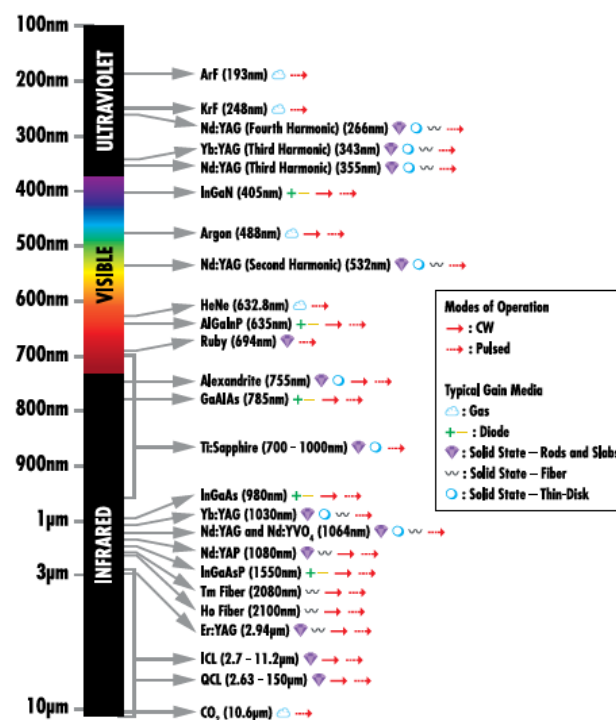 100nm
200nm
300nm
400nm
500nm
600nm
700nm
800nm
900nm
1µm
3µm
10µm
ULTRAVIOLET
VISIBLE
INFRARED
ArF (193nm)
KrF (248nm)
Nd:YAG (Fourth Harmonic) (266nm)
Yb:YAG (Third Harmonic) (343nm)
Nd:YAG (Third Harmonic) (355nm)
InGaN (405nm)
Argon (488nm)
Nd:YAG (Second Harmonic) (532nm)
HeNe (632.8nm)
AlGaInP (635nm)
Ruby (694nm)
Alexandrite (755nm)
GaAlAs (785nm)
Ti:Sapphire (700 – 1000nm)
InGaAs (980nm)
Yb:YAG (1030nm)
Nd:YAG and Nd:YVO₄ (1064nm)
Nd:YAP (1080nm)
InGaAsP (1550nm)
Tm Fiber (2080nm)
Ho Fiber (2100nm)
Er:YAG (2.94µm)
ICL (2.7 – 11.2µm)
QCL (2.63 – 150µm)
CO₂ (10.6µm)
Modes of Operation
: CW
: Pulsed
Typical Gain Media
: Gas
: Diode
: Solid State – Rods and Slabs
: Solid State – Fiber
: Solid State – Thin-Disk